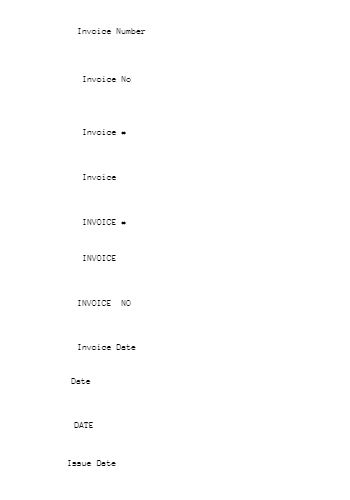 Invoice Number
Invoice No
Invoice #
Invoice
INVOICE #
INVOICE
INVOICE  NO
Invoice Date
Date
DATE
Issue Date